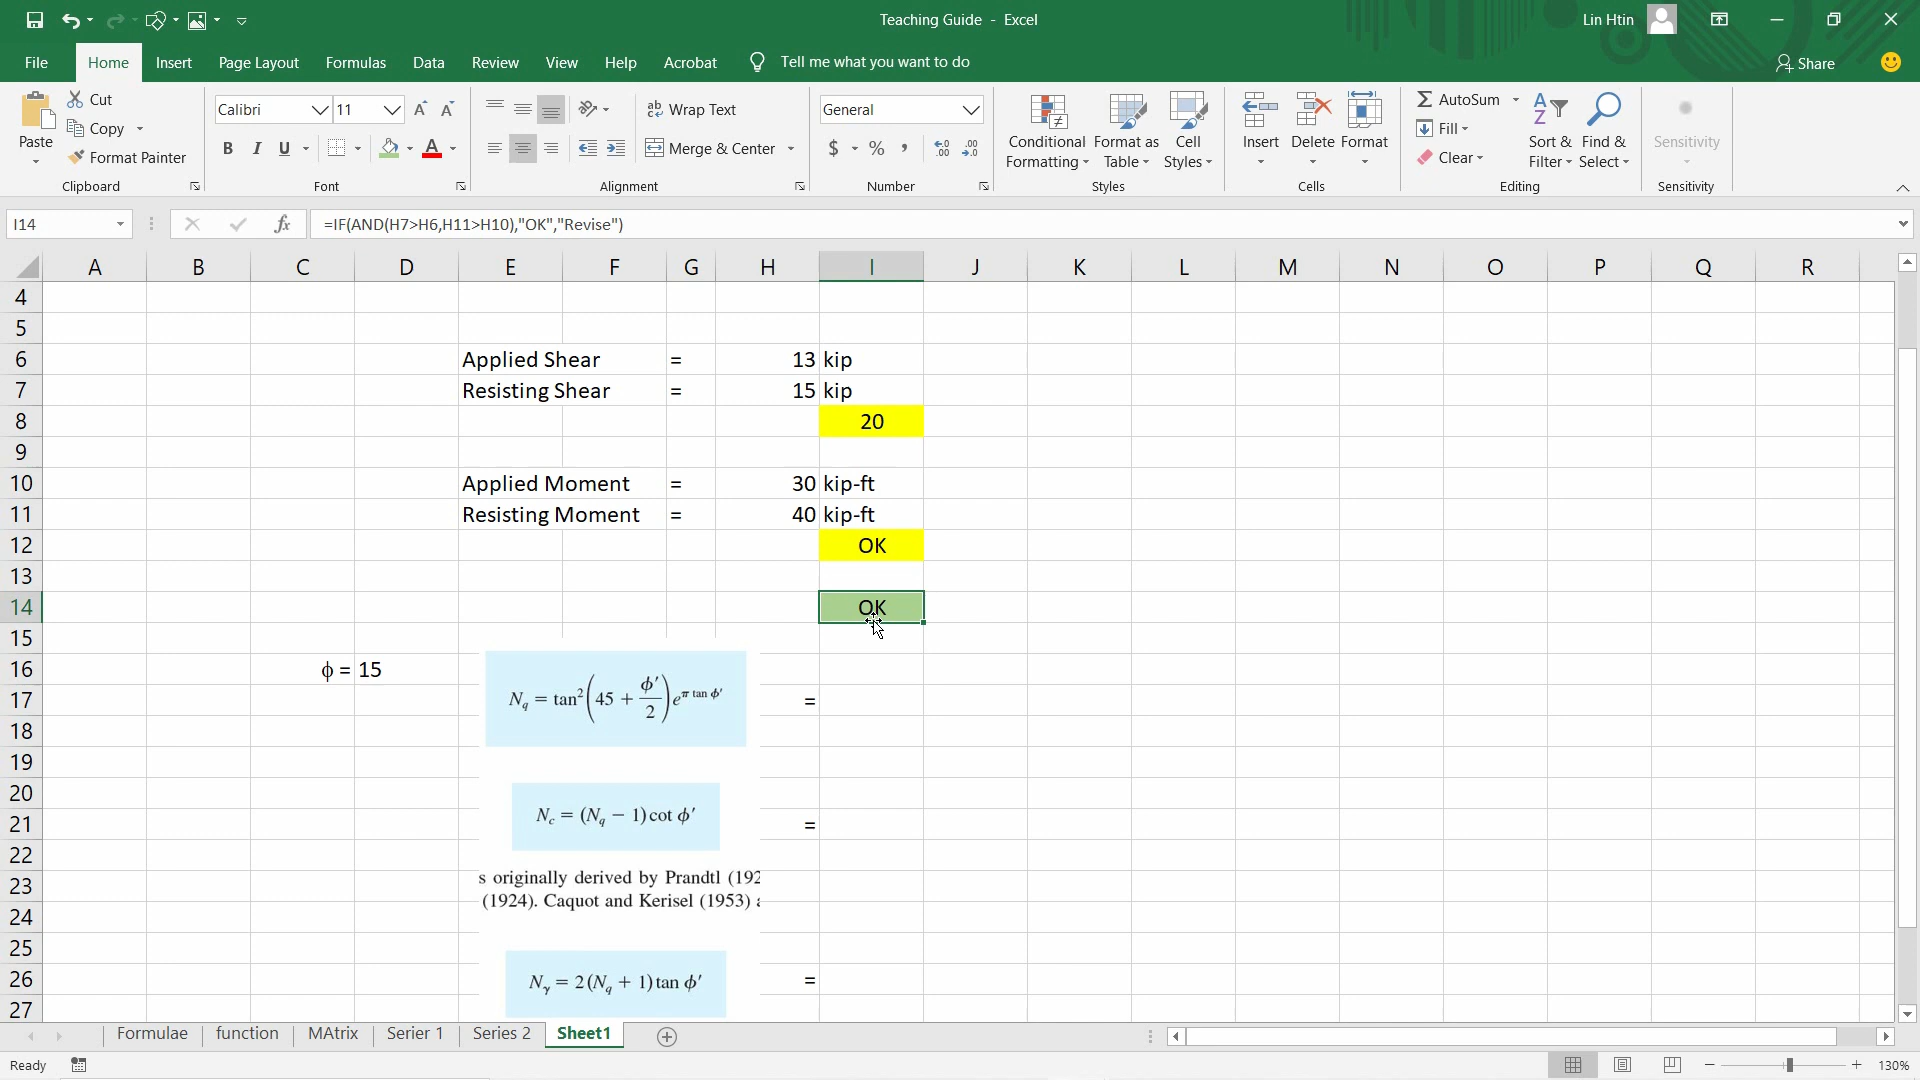 Teaching Guide - Excel
Lin Htin
File Home Insert Page Layout Formulas Data Review View Help Acrobat Tell me what you want to do Share
Paste
Cut
Copy
Format Painter
Clipboard
Calibri 11
B I U
Font
Wrap Text
Merge & Center
Alignment
General
$ % ,
Number
Conditional Formatting
Format as Table
Cell Styles
Styles
Insert
Delete
Format
Cells
AutoSum
Fill
Clear
Sort & Filter
Find & Select
Editing
Sensitivity
Sensitivity
I14 fx =IF(AND(H7>H6,H11>H10),"OK","Revise")
A B C D E F G H I J K L M N O P Q R
4
5
6 Applied Shear = 13 kip
7 Resisting Shear = 15 kip
8 20
9
10 Applied Moment = 30 kip-ft
11 Resisting Moment = 40 kip-ft
12 OK
13
14 OK
15
16 ϕ = 15
17 N_q = tan²(45 + ϕ'/2)e^(π tan ϕ') =
18
19
20
21 N_c = (N_q − 1) cot ϕ' =
22
23 s originally derived by Prandtl (192
24 (1924). Caquot and Kerisel (1953)
25
26 N_γ = 2(N_q + 1) tan ϕ' =
27
Formulae function MAtrix Serier 1 Series 2 Sheet1
Ready 130%